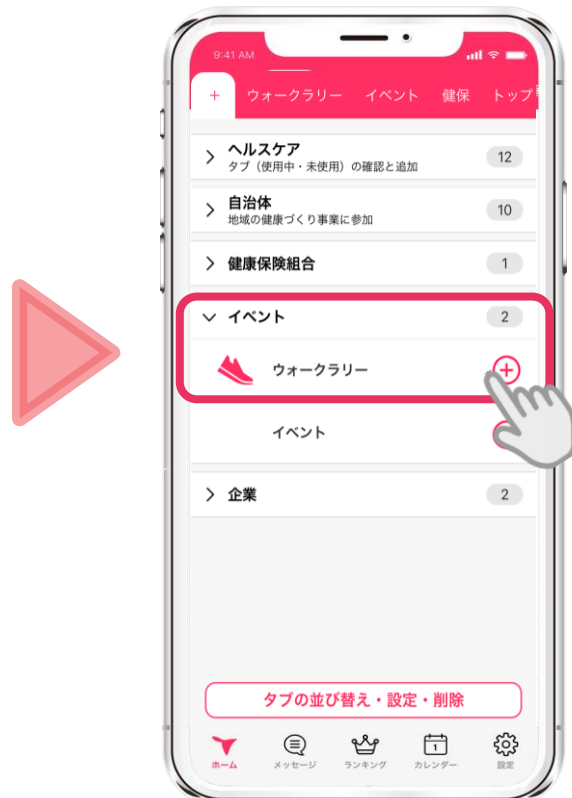 9:41 AM
+ ウォークラリー イベント 健保 トップ
ヘルスケア
タブ（使用中・未使用）の確認と追加
12
自治体
地域の健康づくり事業に参加
10
健康保険組合
1
イベント
2
ウォークラリー
イベント
企業
2
タブの並び替え・設定・削除
1
ホーム メッセージ ランキング カレンダー 設定